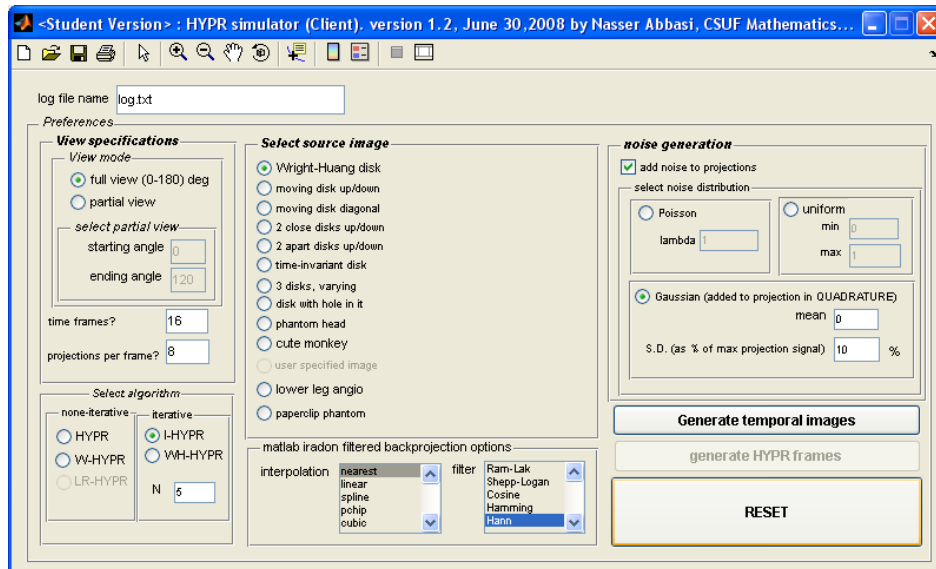 <Student Version> : HYPR simulator (Client). version 1.2, June 30,2008 by Nasser Abbasi, CSUF Mathematics...
log file name log.txt
Preferences
View specifications
View mode
full view (0-180) deg
partial view
select partial view
starting angle 0
ending angle 120
time frames? 16
projections per frame? 8
Select algorithm
none-iterative
HYPR
W-HYPR
LR-HYPR
iterative
I-HYPR
WH-HYPR
N 5
Select source image
Wright-Huang disk
moving disk up/down
moving disk diagonal
2 close disks up/down
2 apart disks up/down
time-invariant disk
3 disks, varying
disk with hole in it
phantom head
cute monkey
user specified image
lower leg angio
paperclip phantom
matlab iradon filtered backprojection options
interpolation
nearest
linear
spline
pchip
cubic
filter
Ram-Lak
Shepp-Logan
Cosine
Hamming
Hann
noise generation
add noise to projections
select noise distribution
Poisson
lambda 1
uniform
min 0
max 1
Gaussian (added to projection in QUADRATURE)
mean 0
S.D. (as % of max projection signal) 10 %
Generate temporal images
generate HYPR frames
RESET